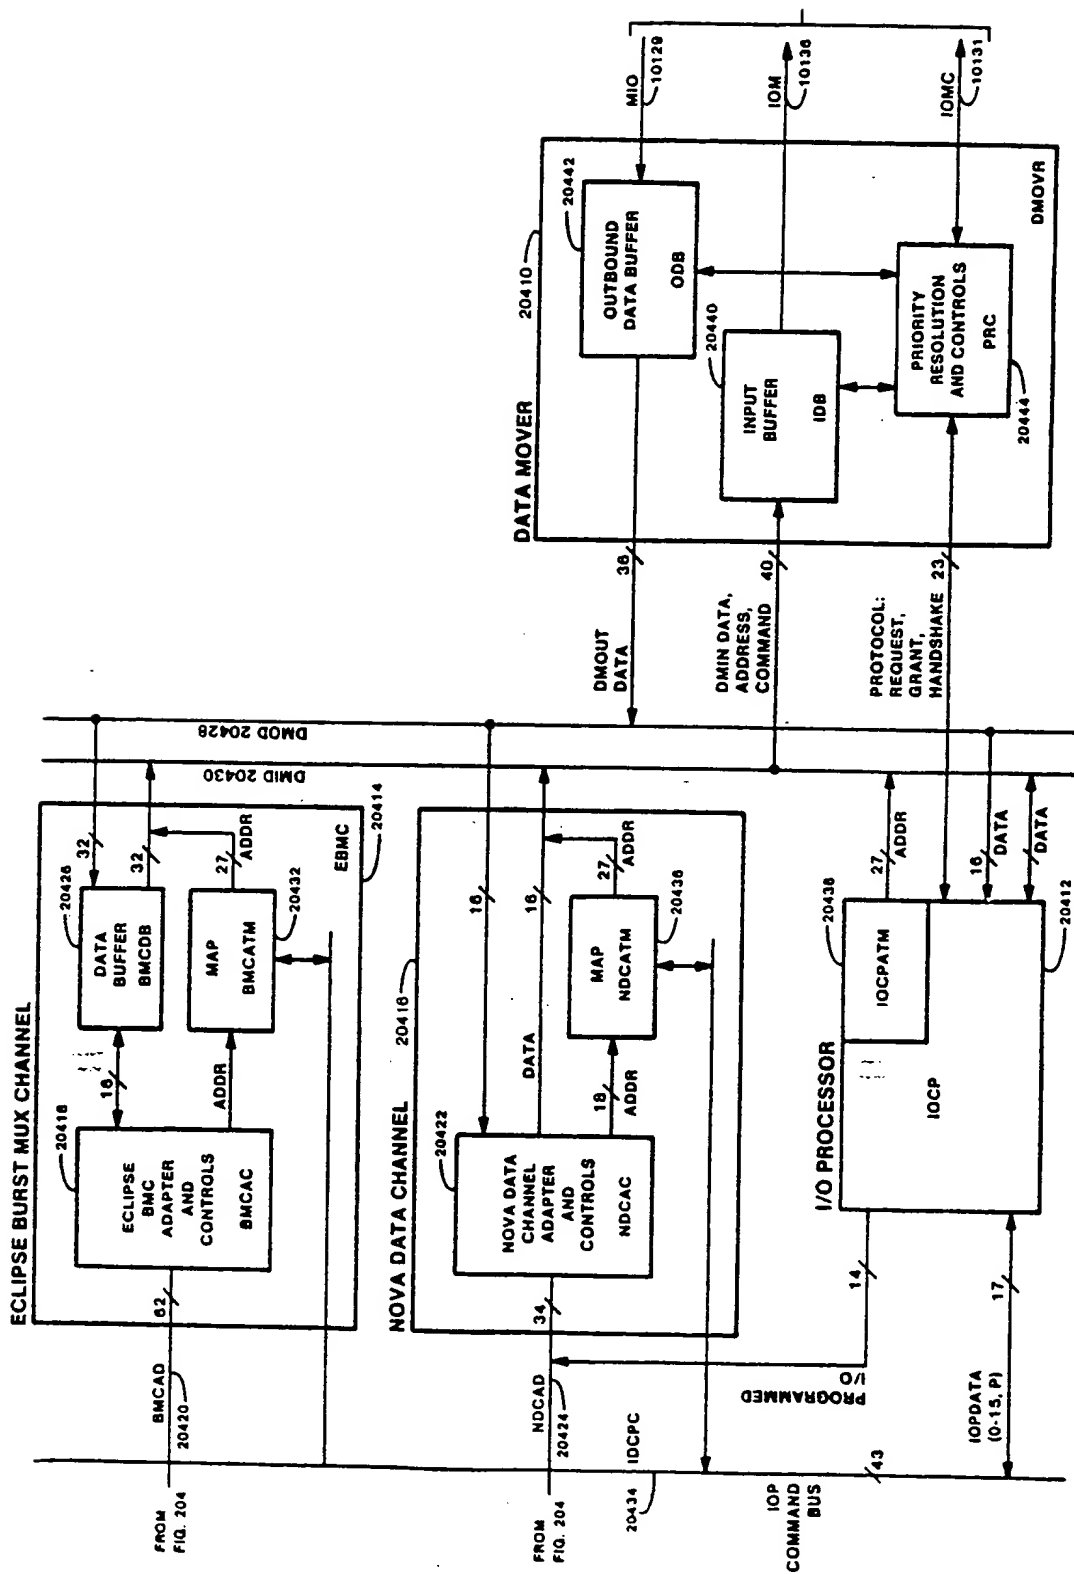 ECLIPSE BURST MUX CHANNEL
FROM
FIG. 204
BMCAD
20420
62
20418
ECLIPSE
BMC
ADAPTER
AND
CONTROLS
BMCAC
16
ADDR
20426
DATA
BUFFER
BMCDB
MAP
BMCATM
20432
32
32
27
ADDR
EBMC
20414
DMID 20430
DMOD 20428
NOVA DATA CHANNEL
20416
FROM
FIG. 204
NDCAD
20424
34
20422
NOVA DATA
CHANNEL
ADAPTER
AND
CONTROLS
NDCAC
16
16
DATA
18
ADDR
MAP
NDCATM
20436
27
ADDR
IDCPC
20434
PROGRAMMED
I/O
14
I/O PROCESSOR
IOCP
IOCPATM
20438
20412
27
ADDR
16
DATA
DATA
IOP
COMMAND
BUS
43
IOPDATA
(0-15, P)
17
DATA MOVER
20410
DMOUT
DATA
36
DMIN DATA,
ADDRESS,
COMMAND
40
PROTOCOL:
REQUEST,
GRANT,
HANDSHAKE
23
OUTBOUND
DATA BUFFER
ODB
20442
INPUT
BUFFER
IDB
20440
PRIORITY
RESOLUTION
AND CONTROLS
PRC
20444
DMOVR
MIO
10129
IOM
10136
IOMC
10131